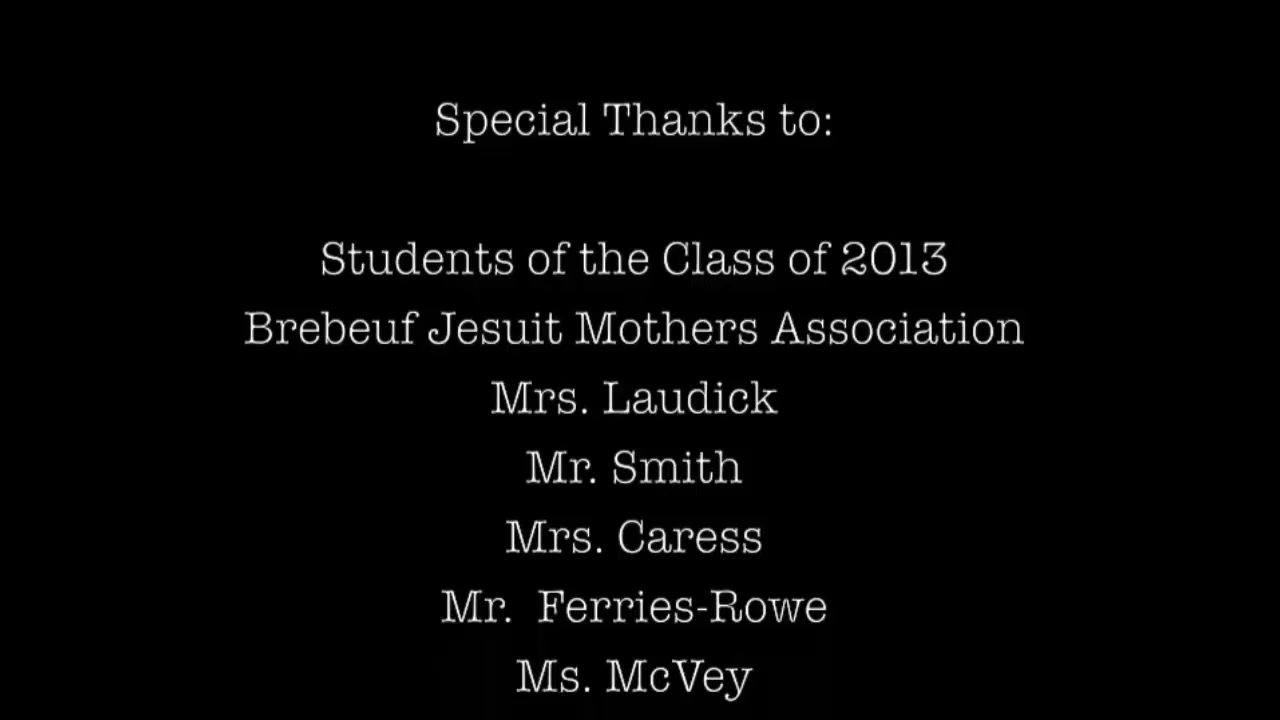 Special Thanks to:
Students of the Class of 2013
Brebeuf Jesuit Mothers Association
Mrs. Laudick
Mr. Smith
Mrs. Caress
Mr.  Ferries-Rowe
Ms. McVey